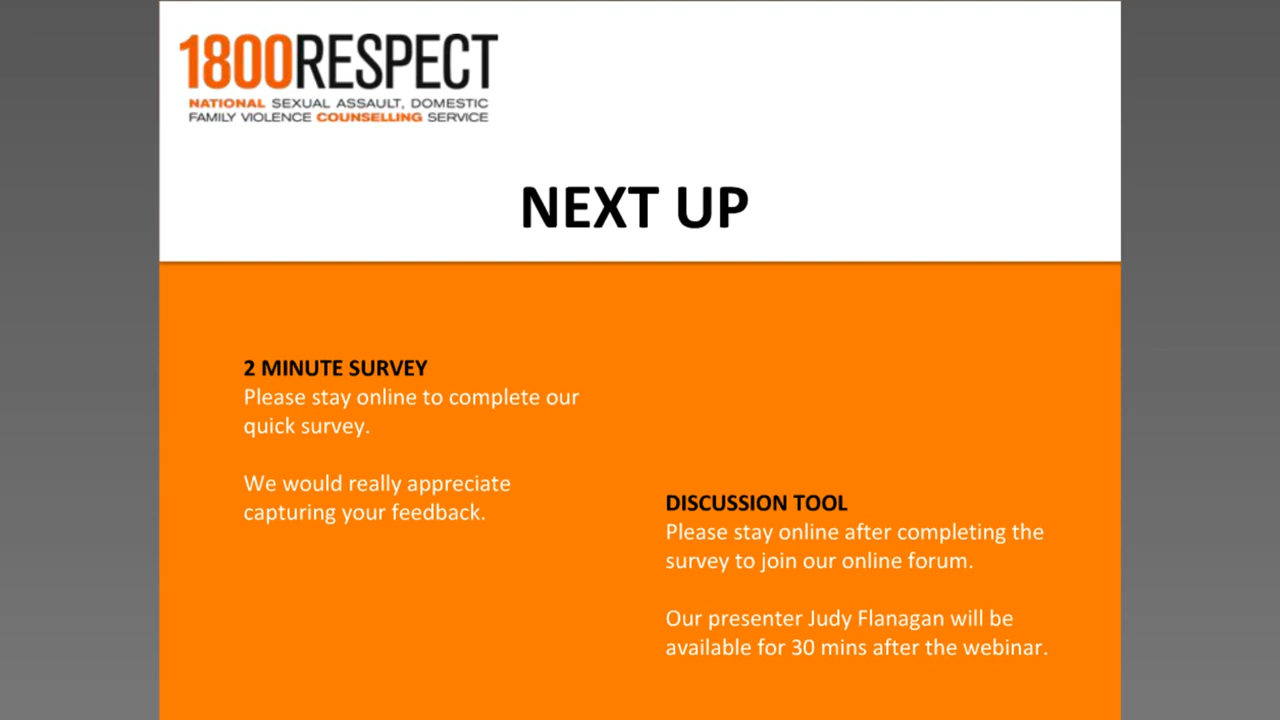 1800RESPECT
NATIONAL SEXUAL ASSAULT, DOMESTIC
FAMILY VIOLENCE COUNSELLING SERVICE
NEXT UP
2 MINUTE SURVEY
Please stay online to complete our
quick survey.
We would really appreciate
capturing your feedback.
DISCUSSION TOOL
Please stay online after completing the
survey to join our online forum.
Our presenter Judy Flanagan will be
available for 30 mins after the webinar.